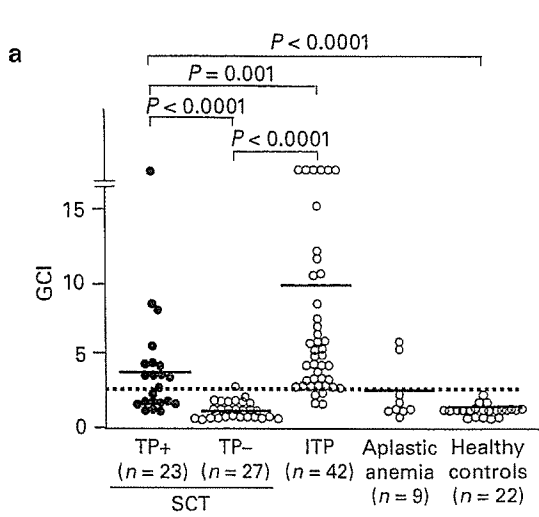 a
P < 0.0001
P = 0.001
P < 0.0001
P < 0.0001
GCI
15
10
5
0
TP+ TP− ITP Aplastic anemia Healthy controls
(n = 23) (n = 27) (n = 42) (n = 9) (n = 22)
SCT